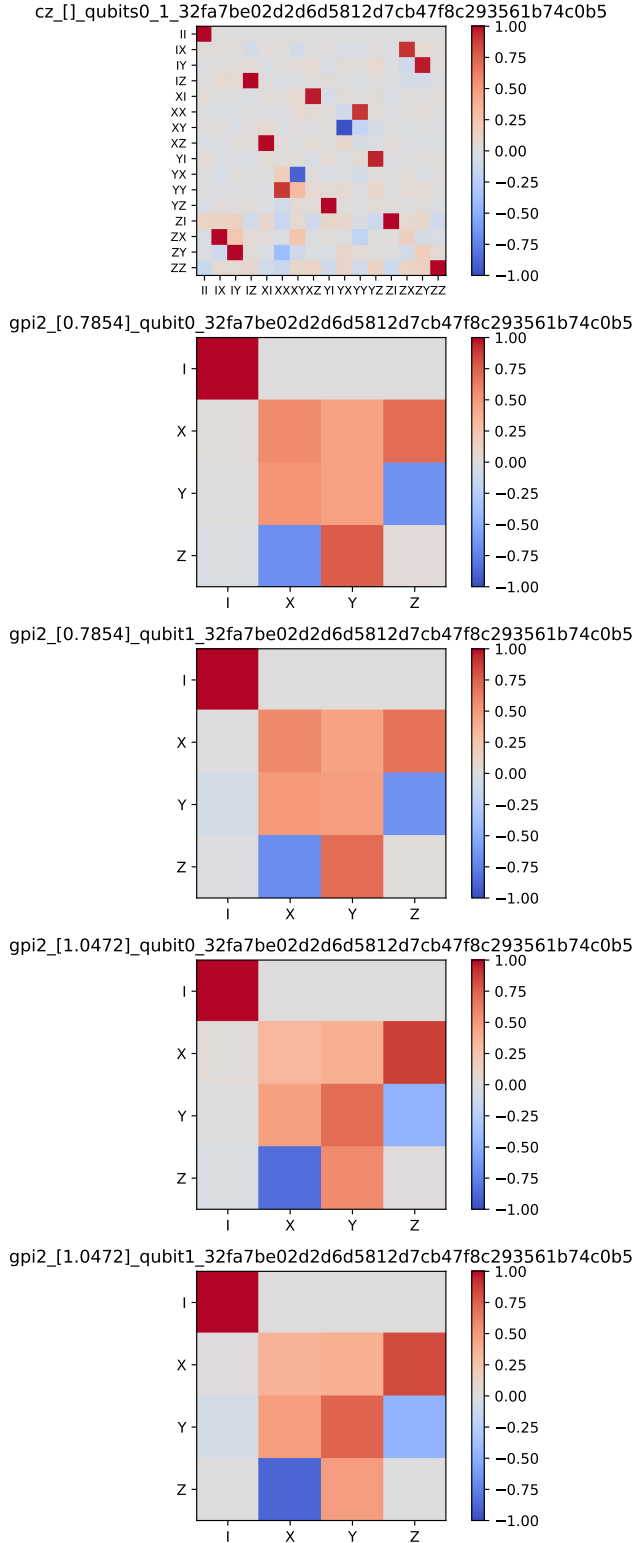 cz_[]_qubits0_1_32fa7be02d2d6d5812d7cb47f8c293561b74c0b5
II
IX
IY
IZ
XI
XX
XY
XZ
YI
YX
YY
YZ
ZI
ZX
ZY
ZZ
II IX IY IZ XI XX XY XZ YI YX YY YZ ZI ZX ZY ZZ
1.00
0.75
0.50
0.25
0.00
−0.25
−0.50
−0.75
−1.00
gpi2_[0.7854]_qubit0_32fa7be02d2d6d5812d7cb47f8c293561b74c0b5
I
X
Y
Z
I X Y Z
1.00
0.75
0.50
0.25
0.00
−0.25
−0.50
−0.75
−1.00
gpi2_[0.7854]_qubit1_32fa7be02d2d6d5812d7cb47f8c293561b74c0b5
I
X
Y
Z
I X Y Z
1.00
0.75
0.50
0.25
0.00
−0.25
−0.50
−0.75
−1.00
gpi2_[1.0472]_qubit0_32fa7be02d2d6d5812d7cb47f8c293561b74c0b5
I
X
Y
Z
I X Y Z
1.00
0.75
0.50
0.25
0.00
−0.25
−0.50
−0.75
−1.00
gpi2_[1.0472]_qubit1_32fa7be02d2d6d5812d7cb47f8c293561b74c0b5
I
X
Y
Z
I X Y Z
1.00
0.75
0.50
0.25
0.00
−0.25
−0.50
−0.75
−1.00